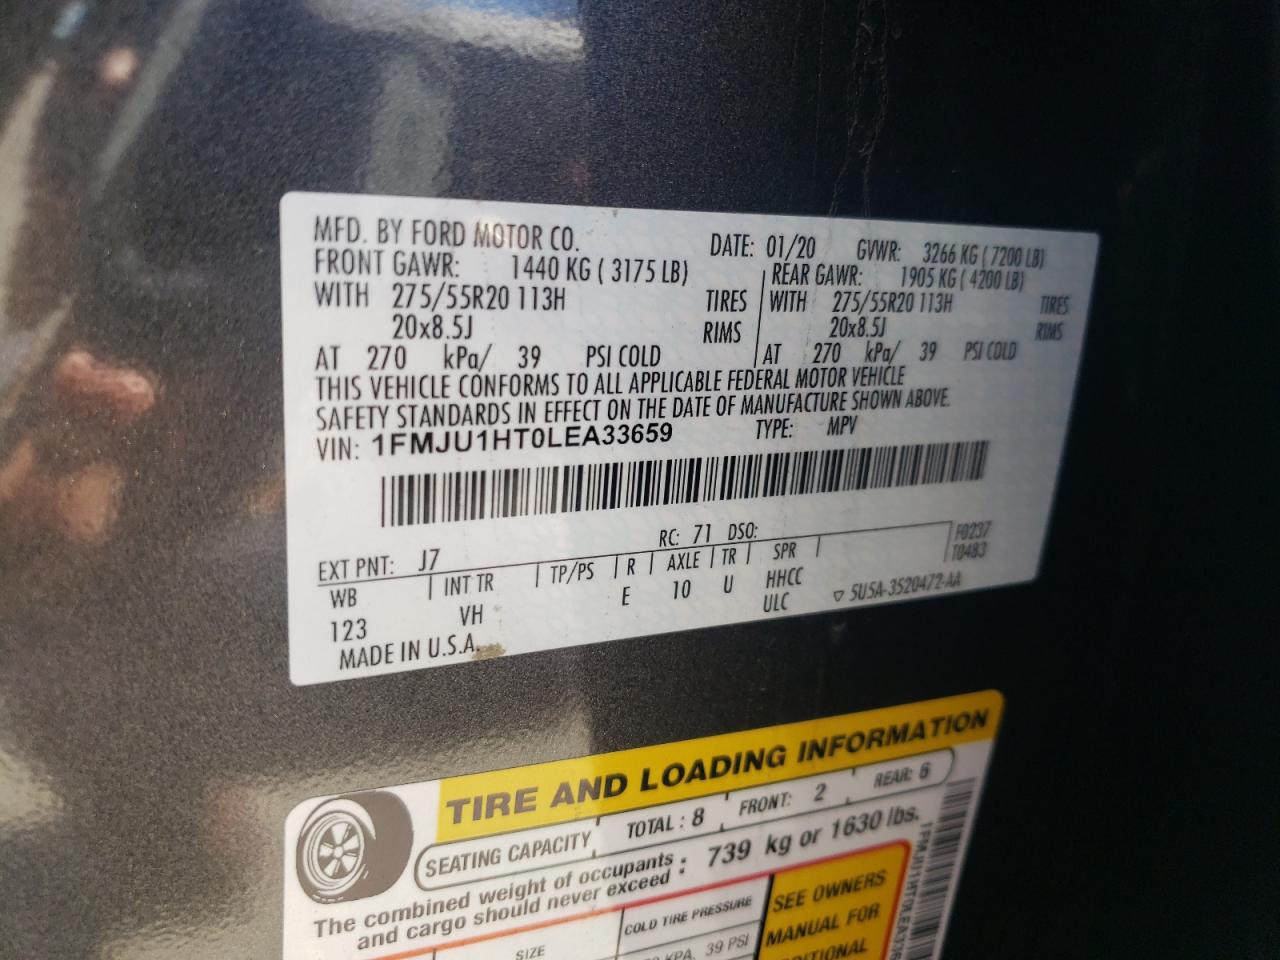 MFD. BY FORD MOTOR CO. DATE: 01/20 GVWR: 3266 KG ( 7200 LB)
FRONT GAWR: 1440 KG ( 3175 LB) REAR GAWR: 1905 KG ( 4200 LB)
WITH 275/55R20 113H TIRES WITH 275/55R20 113H TIRES
20x8.5J RIMS 20x8.5J RIMS
AT 270 kPa/ 39 PSI COLD AT 270 kPa/ 39 PSI COLD
THIS VEHICLE CONFORMS TO ALL APPLICABLE FEDERAL MOTOR VEHICLE
SAFETY STANDARDS IN EFFECT ON THE DATE OF MANUFACTURE SHOWN ABOVE.
VIN: 1FMJU1HT0LEA33659 TYPE: MPV
RC: 71 DSO: F0237
EXT PNT: J7 T0483
WB INT TR TP/PS R AXLE TR SPR
123 VH E 10 U HHCC
ULC ▽ 5U5A-3520472-AA
MADE IN U.S.A.
TIRE AND LOADING INFORMATION
SEATING CAPACITY TOTAL : 8 FRONT: 2 REAR: 6
The combined weight of occupants
and cargo should never exceed : 739 kg or 1630 lbs.
SIZE COLD TIRE PRESSURE SEE OWNERS
KPA, 39 PSI MANUAL FOR